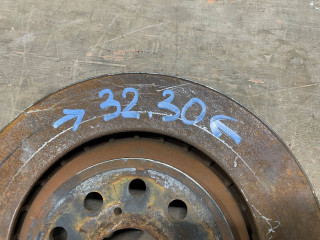 → 32.30 ←